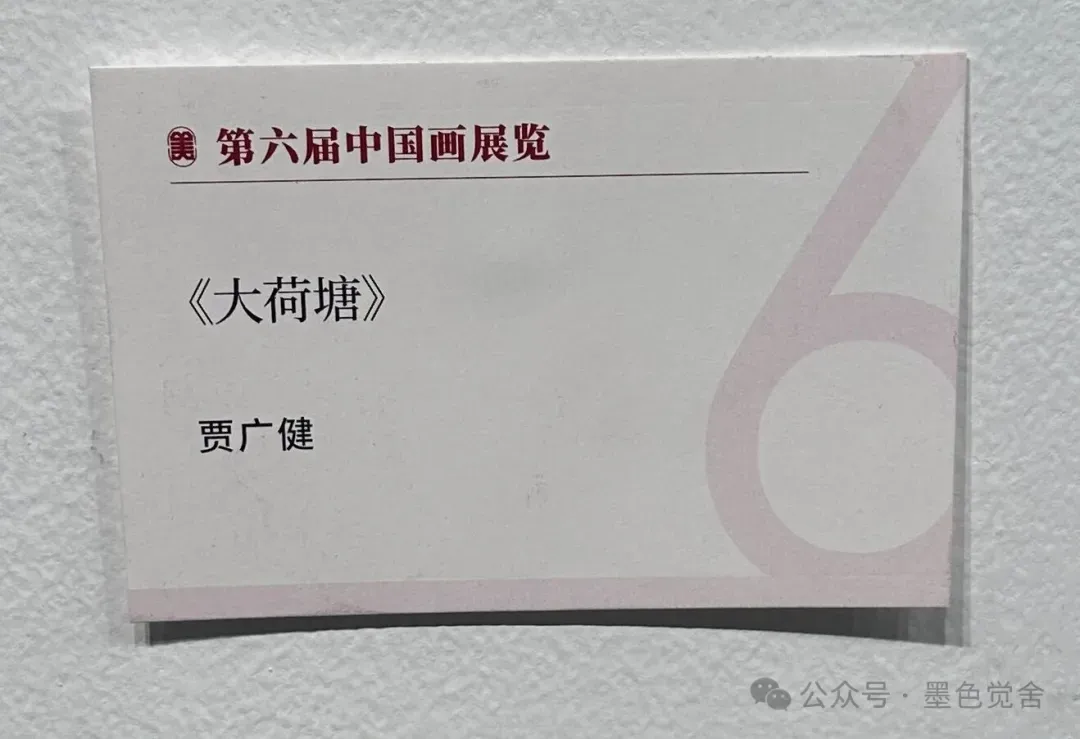 美 第六届中国画展览
《大荷塘》
贾广健
6
公众号·墨色觉舍